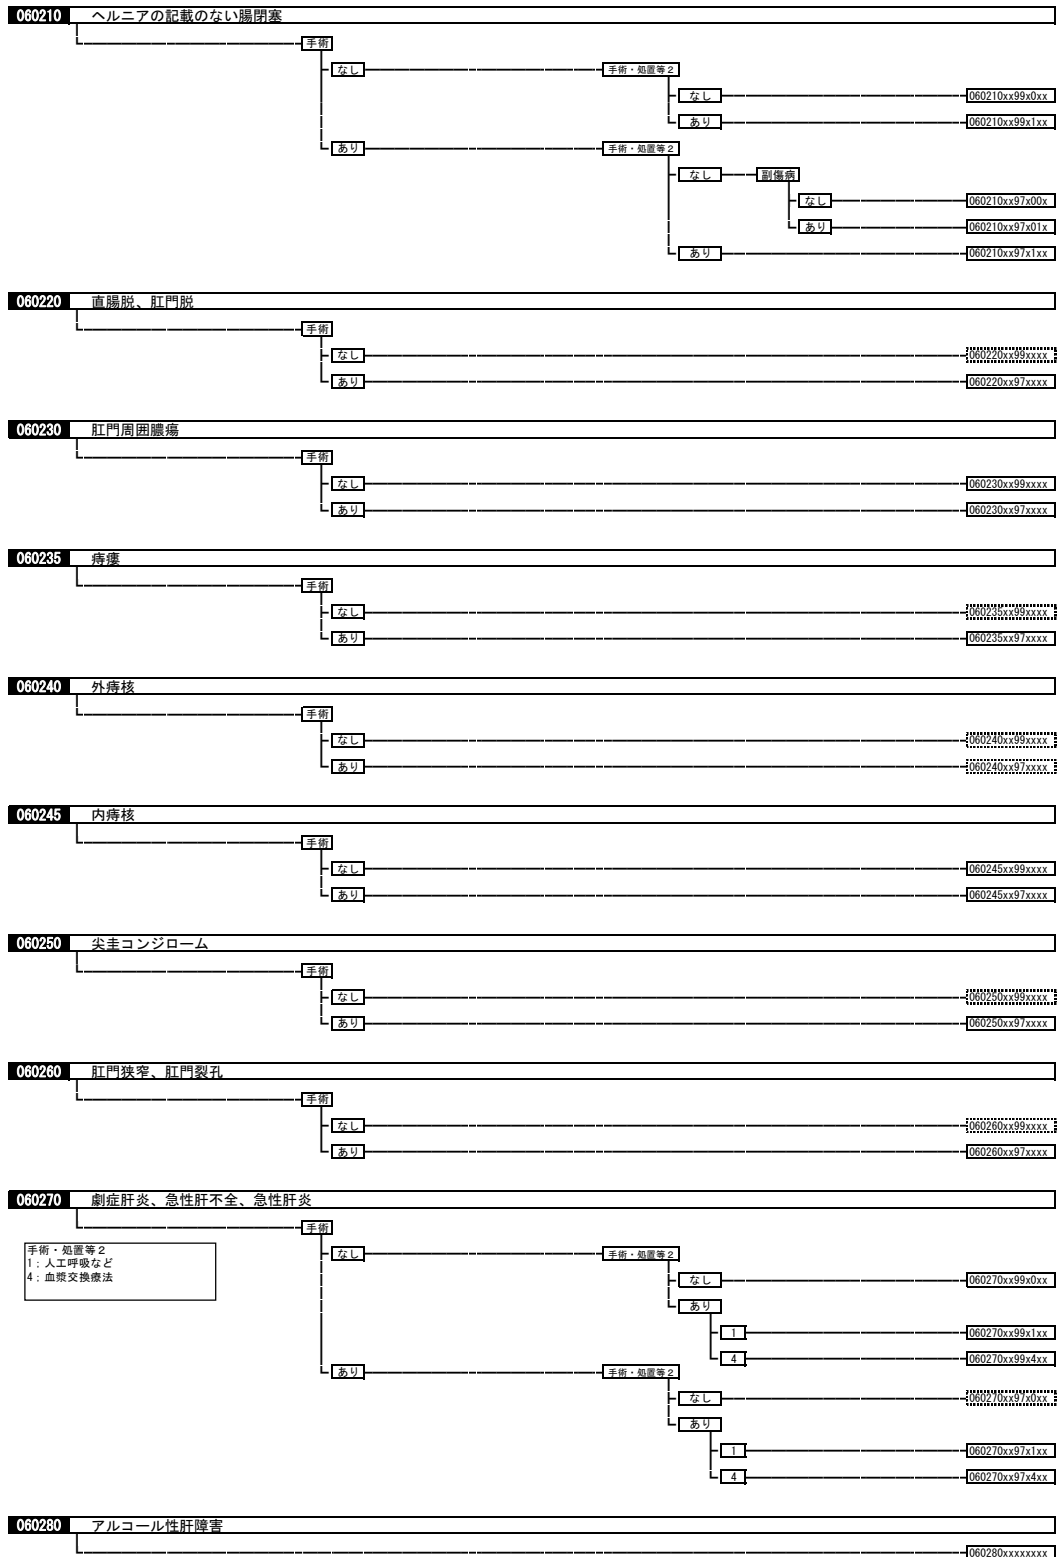 060210 ヘルニアの記載のない腸閉塞
手術
なし 手術・処置等２
なし 060210xx99x0xx
あり 060210xx99x1xx
あり 手術・処置等２
なし 副傷病
なし 060210xx97x00x
あり 060210xx97x01x
あり 060210xx97x1xx
060220 直腸脱、肛門脱
手術
なし 060220xx99xxxx
あり 060220xx97xxxx
060230 肛門周囲膿瘍
手術
なし 060230xx99xxxx
あり 060230xx97xxxx
060235 痔瘻
手術
なし 060235xx99xxxx
あり 060235xx97xxxx
060240 外痔核
手術
なし 060240xx99xxxx
あり 060240xx97xxxx
060245 内痔核
手術
なし 060245xx99xxxx
あり 060245xx97xxxx
060250 尖圭コンジローム
手術
なし 060250xx99xxxx
あり 060250xx97xxxx
060260 肛門狭窄、肛門裂孔
手術
なし 060260xx99xxxx
あり 060260xx97xxxx
060270 劇症肝炎、急性肝不全、急性肝炎
手術
手術・処置等２
1；人工呼吸など
4；血漿交換療法
なし 手術・処置等２
なし 060270xx99x0xx
あり
1 060270xx99x1xx
4 060270xx99x4xx
あり 手術・処置等２
なし 060270xx97x0xx
あり
1 060270xx97x1xx
4 060270xx97x4xx
060280 アルコール性肝障害
060280xxxxxxxx